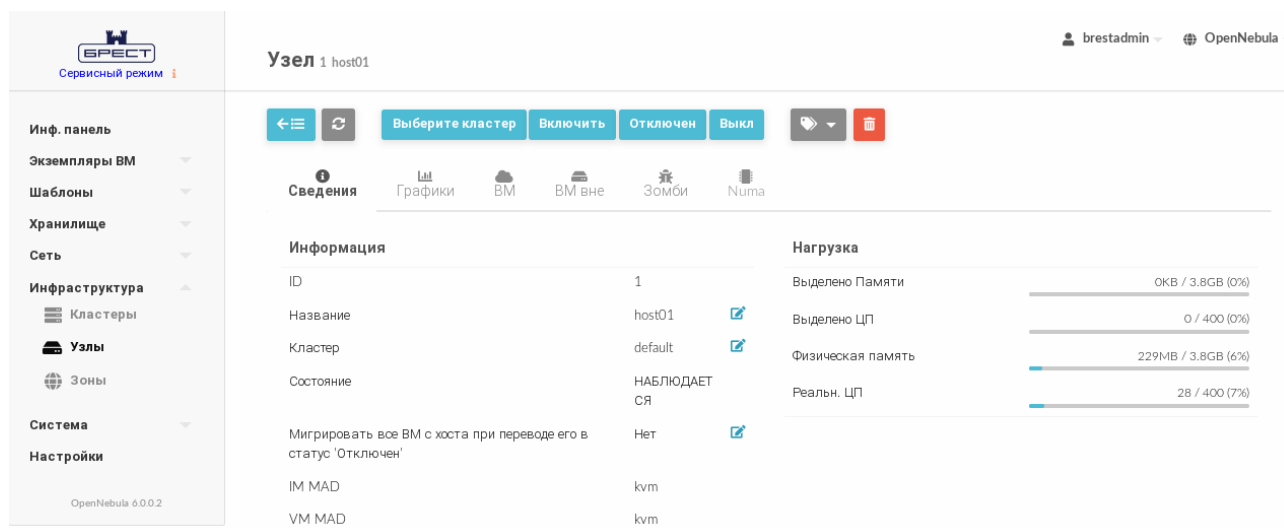 БРЕСТ
Сервисный режим
Узел 1 host01
brestadmin
OpenNebula
Инф. панель
Экземпляры ВМ
Шаблоны
Хранилище
Сеть
Инфраструктура
Кластеры
Узлы
Зоны
Система
Настройки
OpenNebula 6.0.0.2
Выберите кластер
Включить
Отключен
Выкл
Сведения
Графики
ВМ
ВМ вне
Зомби
Numa
Информация
ID 1
Название host01
Кластер default
Состояние НАБЛЮДАЕТ
СЯ
Мигрировать все ВМ с хоста при переводе его в Нет
статус 'Отключен'
IM MAD kvm
VM MAD kvm
Нагрузка
Выделено Памяти 0KB / 3.8GB (0%)
Выделено ЦП 0 / 400 (0%)
Физическая память 229MB / 3.8GB (6%)
Реальн. ЦП 28 / 400 (7%)